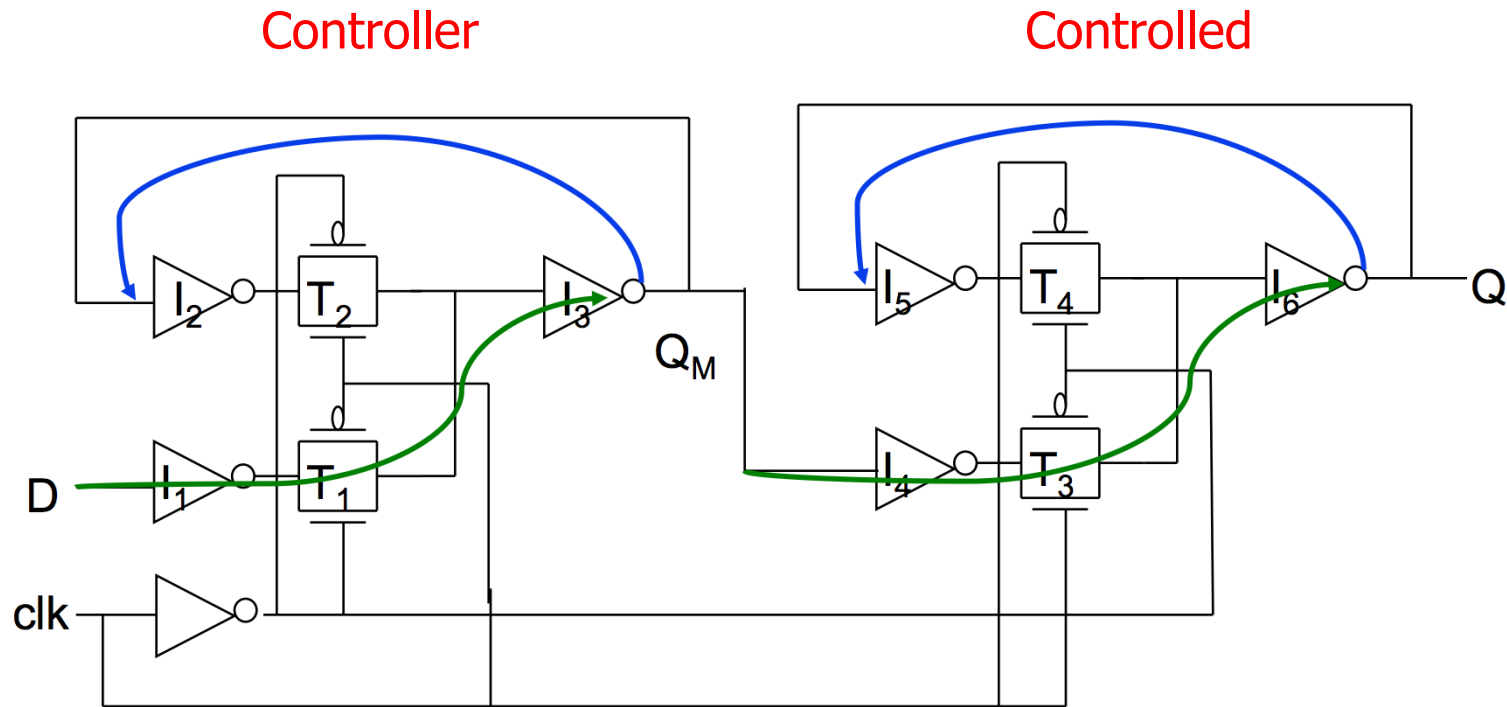 Controller
Controlled
I2
T2
I3
QM
I5
T4
I6
Q
D
I1
T1
I4
T3
clk